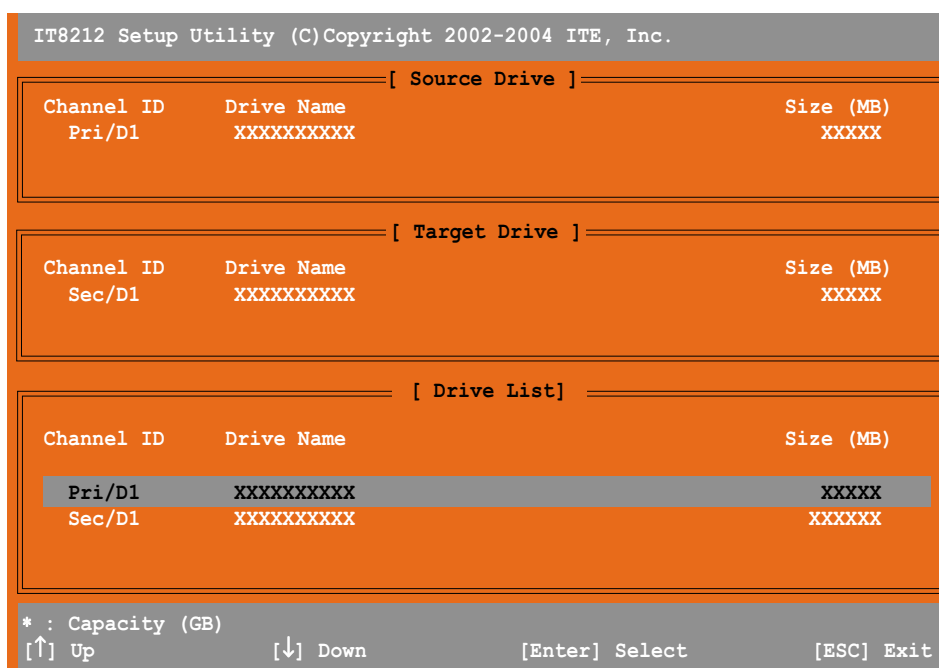 IT8212 Setup Utility (C)Copyright 2002-2004 ITE, Inc.
[ Source Drive ]
Channel ID Drive Name Size (MB)
Pri/D1 XXXXXXXXXX XXXXX
[ Target Drive ]
Channel ID Drive Name Size (MB)
Sec/D1 XXXXXXXXXX XXXXX
[ Drive List]
Channel ID Drive Name Size (MB)
Pri/D1 XXXXXXXXXX XXXXX
Sec/D1 XXXXXXXXXX XXXXXX
* : Capacity (GB)
[↑] Up [↓] Down [Enter] Select [ESC] Exit